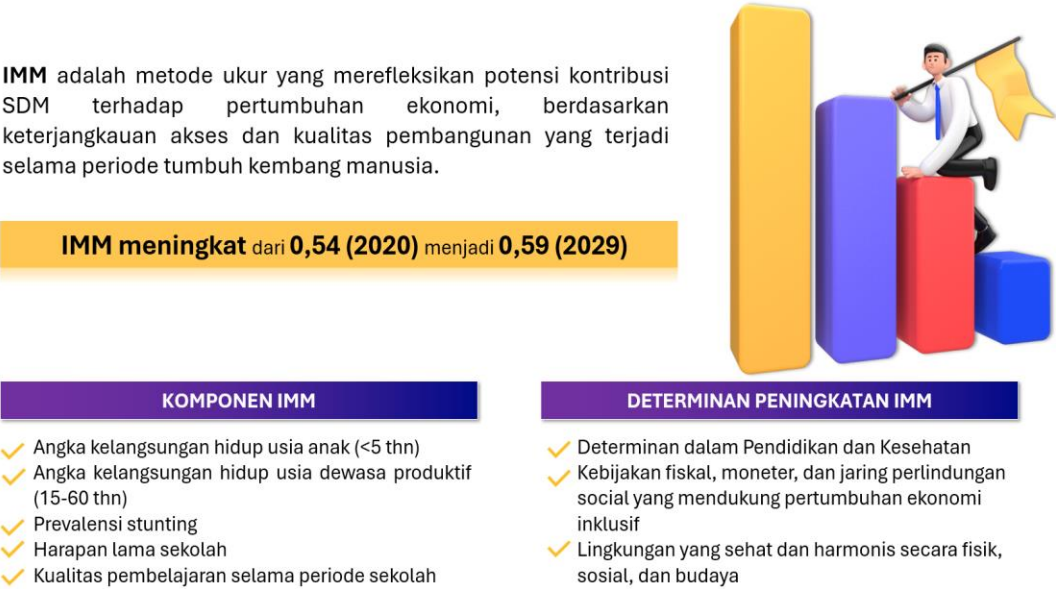 IMM adalah metode ukur yang merefleksikan potensi kontribusi
SDM terhadap pertumbuhan ekonomi, berdasarkan
keterjangkauan akses dan kualitas pembangunan yang terjadi
selama periode tumbuh kembang manusia.
IMM meningkat dari 0,54 (2020) menjadi 0,59 (2029)
KOMPONEN IMM
Angka kelangsungan hidup usia anak (<5 thn)
Angka kelangsungan hidup usia dewasa produktif
(15-60 thn)
Prevalensi stunting
Harapan lama sekolah
Kualitas pembelajaran selama periode sekolah
DETERMINAN PENINGKATAN IMM
Determinan dalam Pendidikan dan Kesehatan
Kebijakan fiskal, moneter, dan jaring perlindungan
social yang mendukung pertumbuhan ekonomi
inklusif
Lingkungan yang sehat dan harmonis secara fisik,
sosial, dan budaya